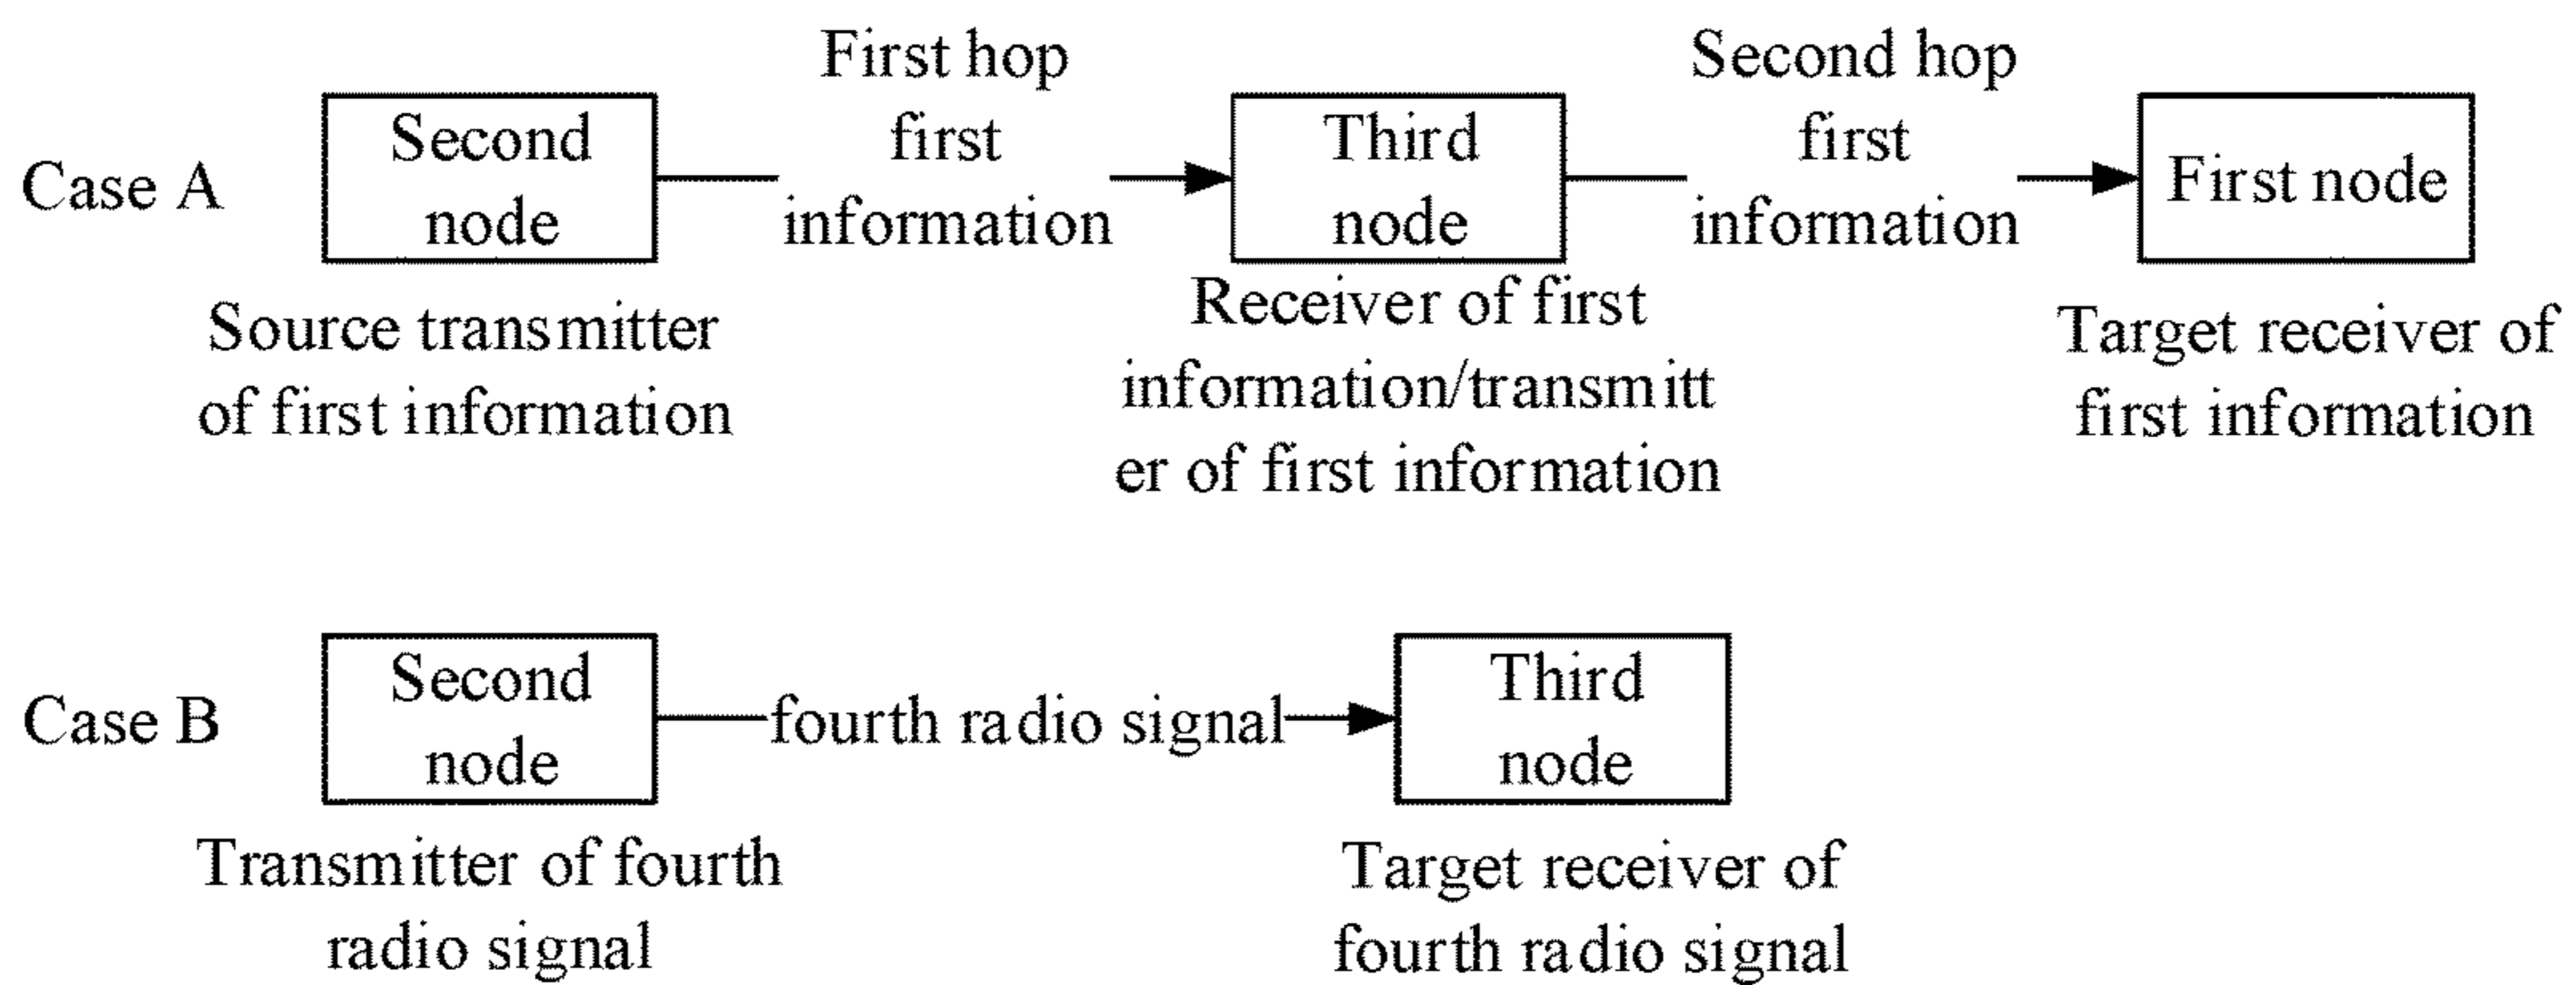 Case A
Second
node
First hop
first
information
Third
node
Second hop
first
information
First node
Source transmitter
of first information
Receiver of first
information/transmitt
er of first information
Target receiver of
first information
Case B
Second
node
fourth radio signal
Third
node
Transmitter of fourth
radio signal
Target receiver of
fourth radio signal